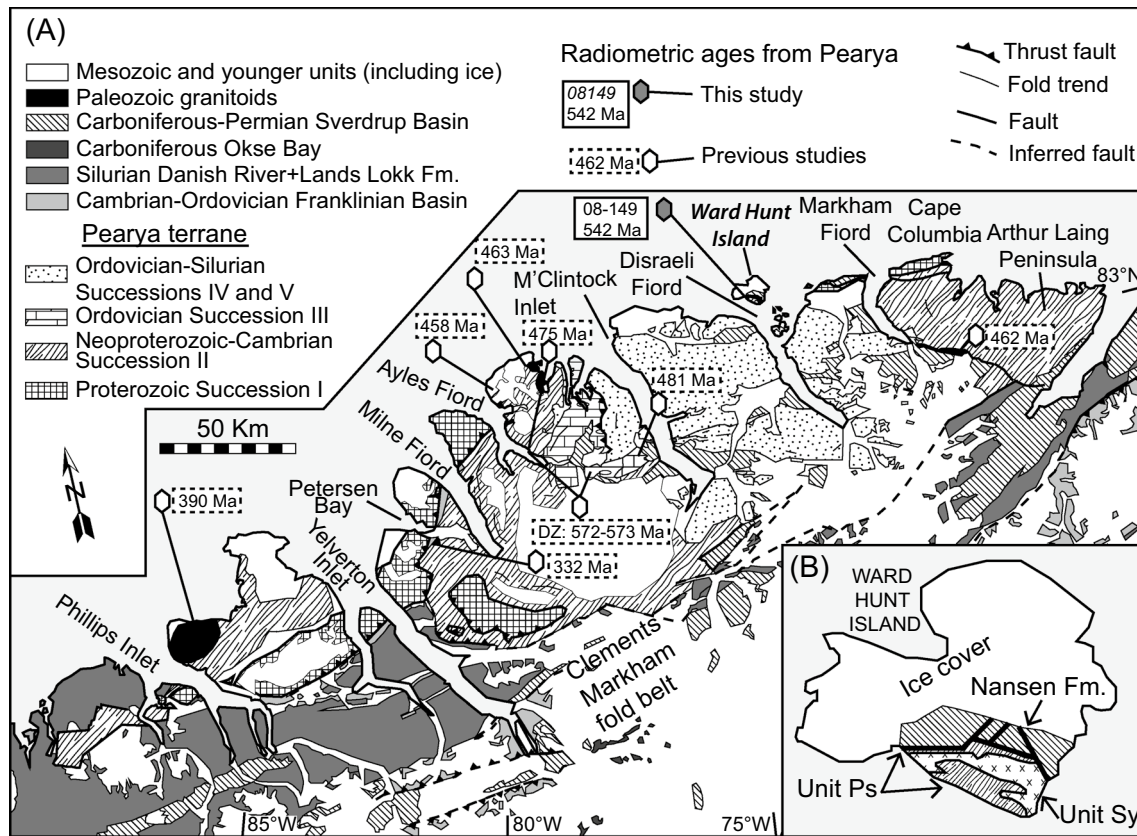 (A)
Mesozoic and younger units (including ice)
Paleozoic granitoids
Carboniferous-Permian Sverdrup Basin
Carboniferous Okse Bay
Silurian Danish River+Lands Lokk Fm.
Cambrian-Ordovician Franklinian Basin
Pearya terrane
Ordovician-Silurian
Successions IV and V
Ordovician Succession III
Neoproterozoic-Cambrian
Succession II
Proterozoic Succession I
50 Km
N
Radiometric ages from Pearya
08149
542 Ma
This study
462 Ma
Previous studies
Thrust fault
Fold trend
Fault
Inferred fault
08-149
542 Ma
Ward Hunt
Island
Markham
Fiord
Cape
Columbia
Arthur Laing
Peninsula
83°N
463 Ma
M'Clintock
Inlet
Disraeli
Fiord
458 Ma
475 Ma
462 Ma
Ayles Fiord
481 Ma
Milne Fiord
Petersen
Bay
390 Ma
DZ: 572-573 Ma
Yelverton
Inlet
332 Ma
Phillips Inlet
Clements
Markham
fold belt
85°W
80°W
75°W
(B)
WARD
HUNT
ISLAND
Ice cover
Nansen Fm.
Unit Ps
Unit Sy